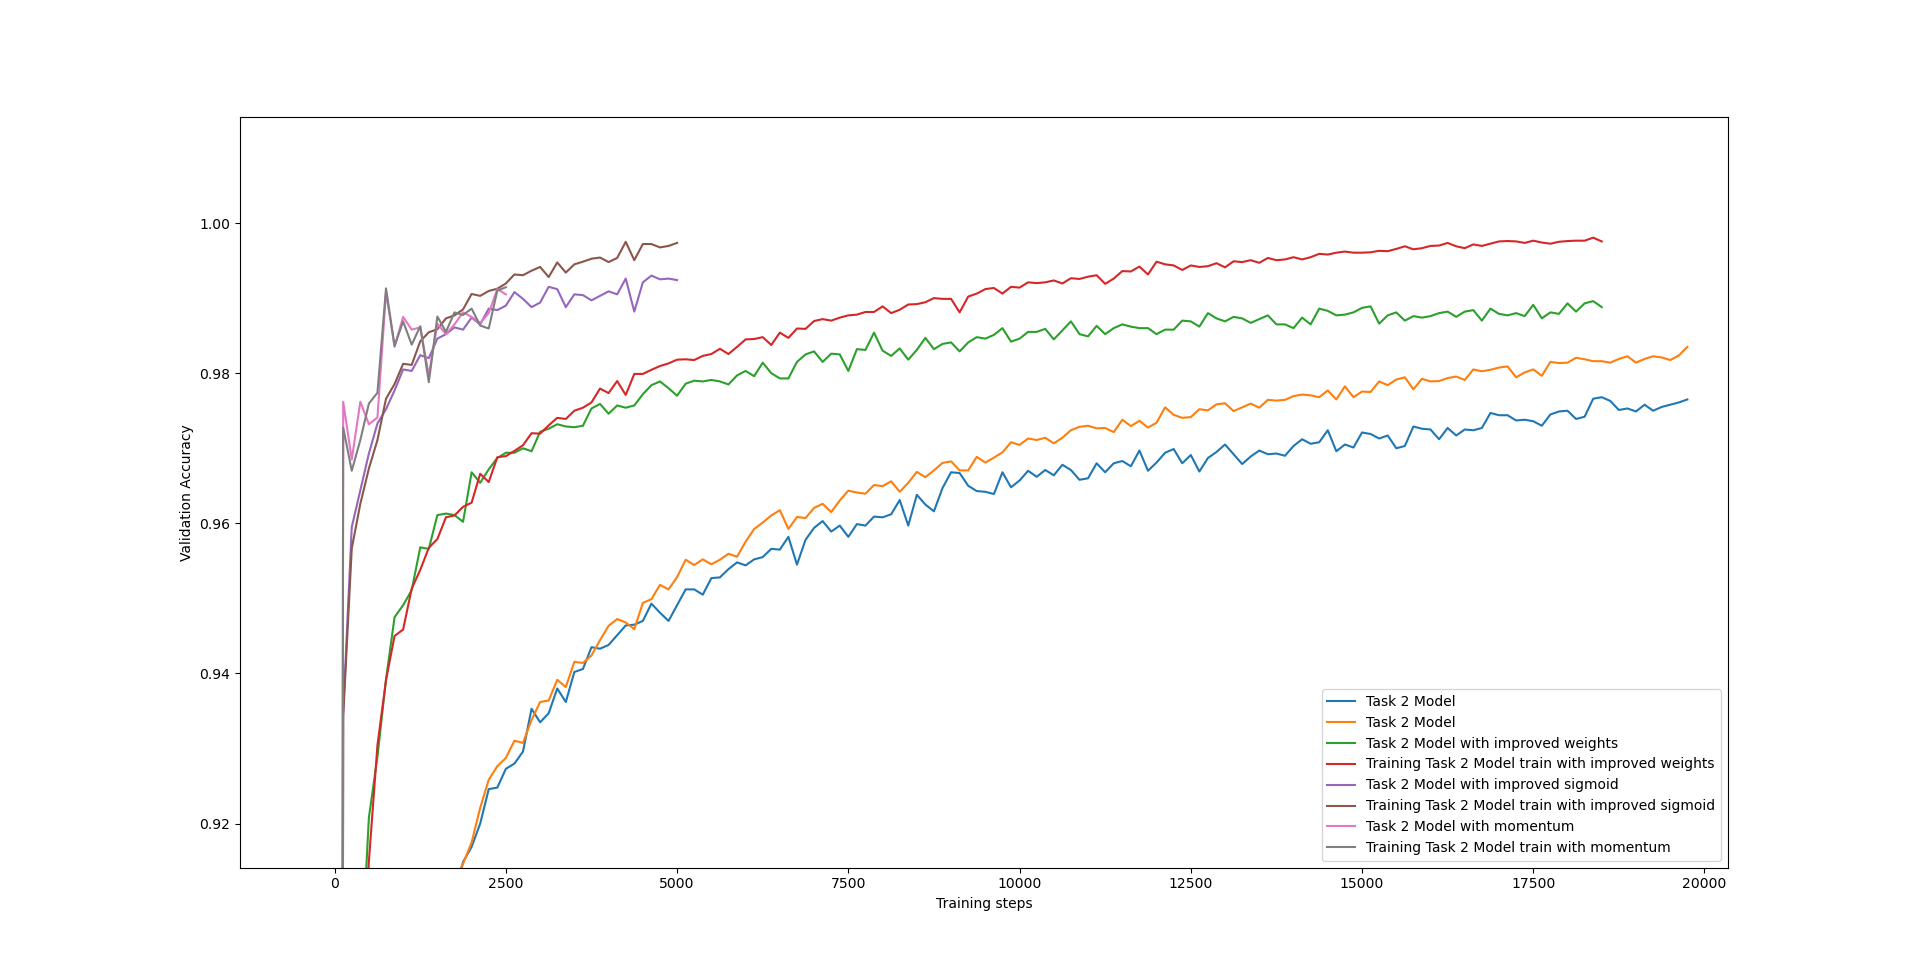 1.00
0.98
0.96
0.94
0.92
Validation Accuracy
Task 2 Model
Task 2 Model
Task 2 Model with improved weights
Training Task 2 Model train with improved weights
Task 2 Model with improved sigmoid
Training Task 2 Model train with improved sigmoid
Task 2 Model with momentum
Training Task 2 Model train with momentum
0 2500 5000 7500 10000 12500 15000 17500 20000
Training steps